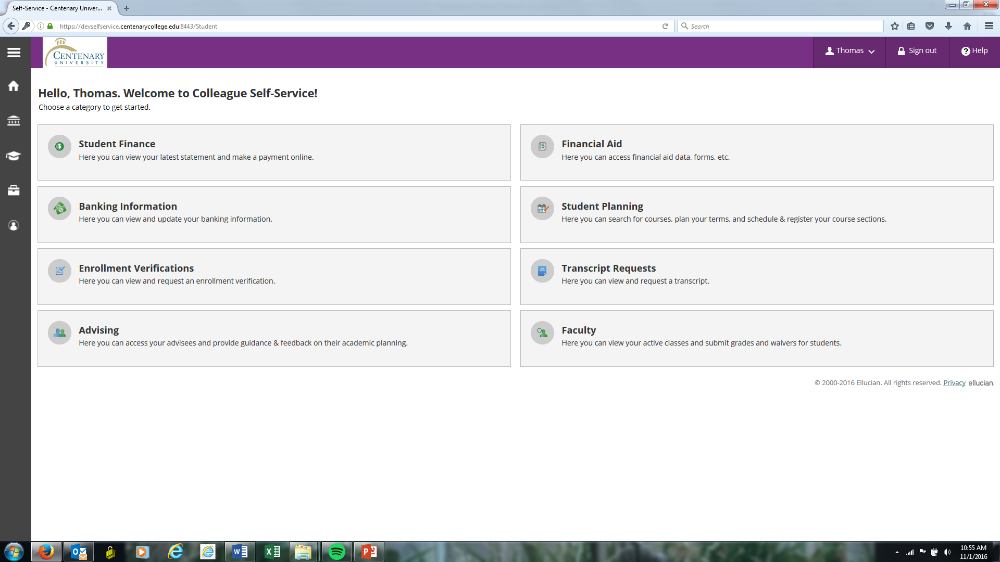 Self-Service - Centenary Univer...
https://devselfservice.centenarycollege.edu:8443/Student
Search
CENTENARY
UNIVERSITY
Thomas
Sign out
Help
Hello, Thomas. Welcome to Colleague Self-Service!
Choose a category to get started.
Student Finance
Here you can view your latest statement and make a payment online.
Financial Aid
Here you can access financial aid data, forms, etc.
Banking Information
Here you can view and update your banking information.
Student Planning
Here you can search for courses, plan your terms, and schedule & register your course sections.
Enrollment Verifications
Here you can view and request an enrollment verification.
Transcript Requests
Here you can view and request a transcript.
Advising
Here you can access your advisees and provide guidance & feedback on their academic planning.
Faculty
Here you can view your active classes and submit grades and waivers for students.
© 2000-2016 Ellucian. All rights reserved. Privacy ellucian.
10:55 AM
11/1/2016